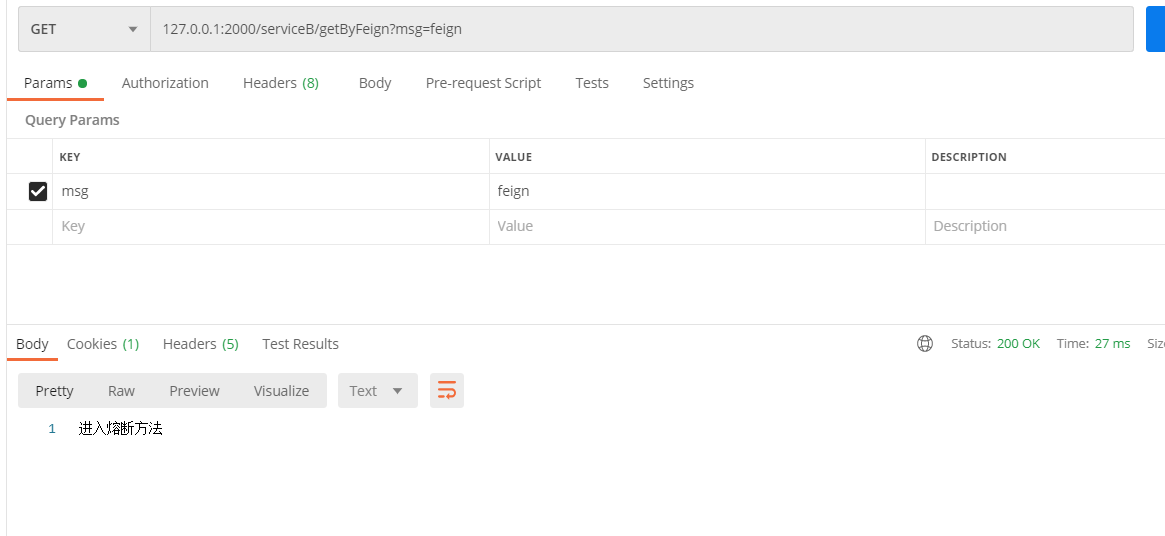 GET 127.0.0.1:2000/serviceB/getByFeign?msg=feign
Params Authorization Headers (8) Body Pre-request Script Tests Settings
Query Params
KEY VALUE DESCRIPTION
msg feign
Key Value Description
Body Cookies (1) Headers (5) Test Results Status: 200 OK Time: 27 ms
Pretty Raw Preview Visualize Text
1 进入熔断方法